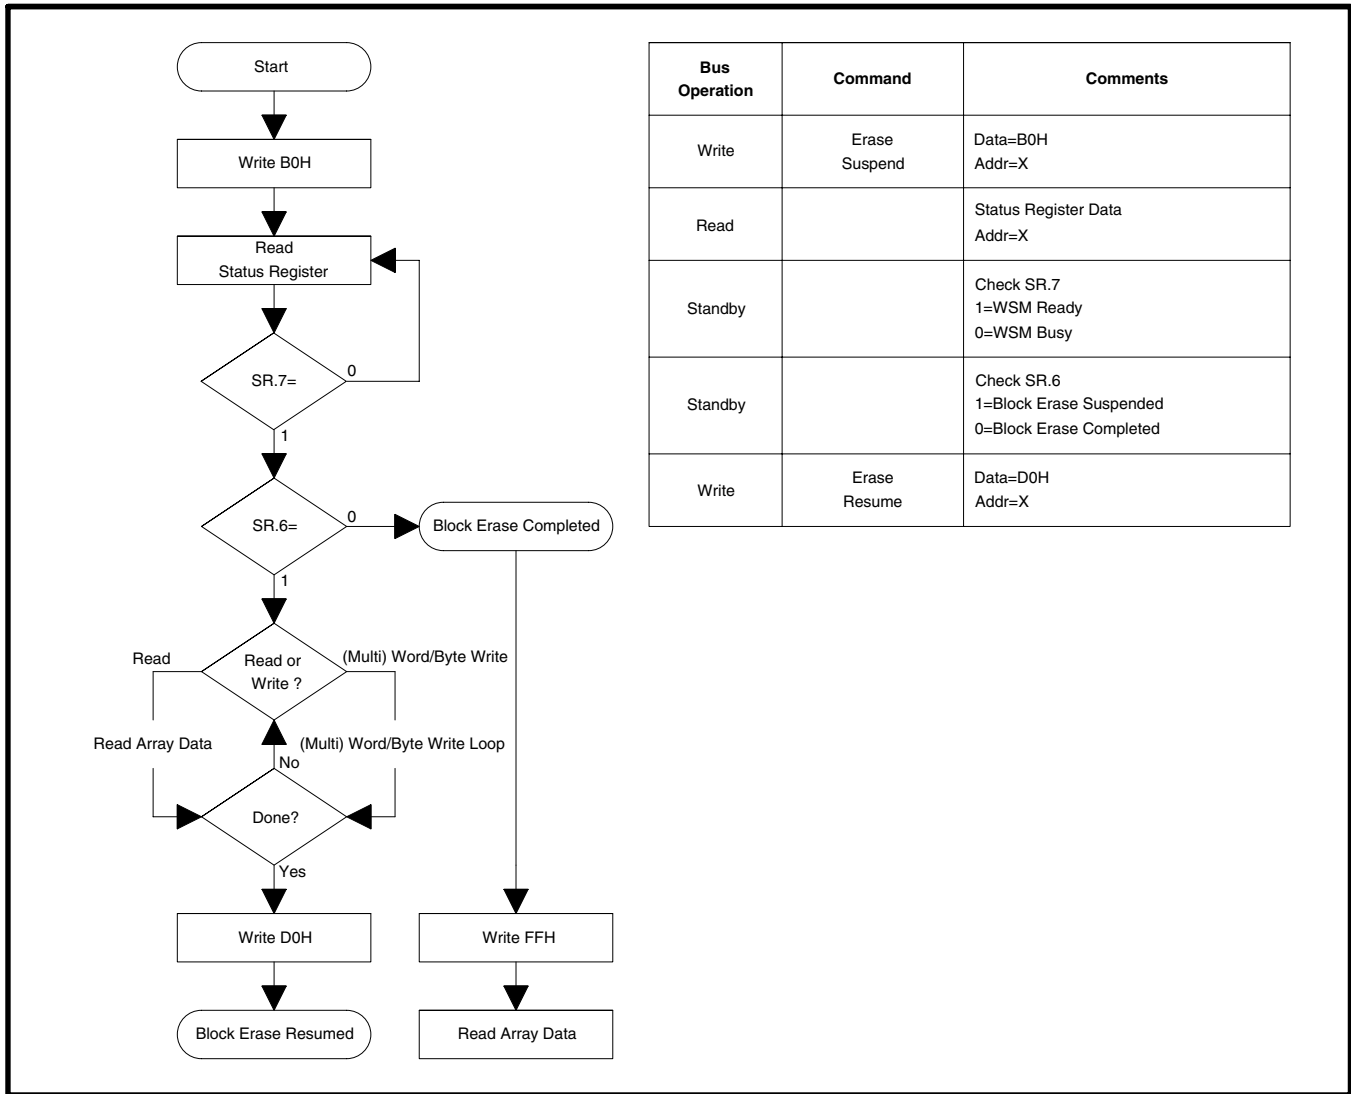 Start
Write B0H
Read
Status Register
SR.7=
0
1
SR.6=
0
Block Erase Completed
1
Read
Read or
Write ?
(Multi) Word/Byte Write
Read Array Data
(Multi) Word/Byte Write Loop
No
Done?
Yes
Write D0H
Write FFH
Block Erase Resumed
Read Array Data
Bus
Operation
Command
Comments
Write
Erase
Suspend
Data=B0H
Addr=X
Read
Status Register Data
Addr=X
Standby
Check SR.7
1=WSM Ready
0=WSM Busy
Standby
Check SR.6
1=Block Erase Suspended
0=Block Erase Completed
Write
Erase
Resume
Data=D0H
Addr=X